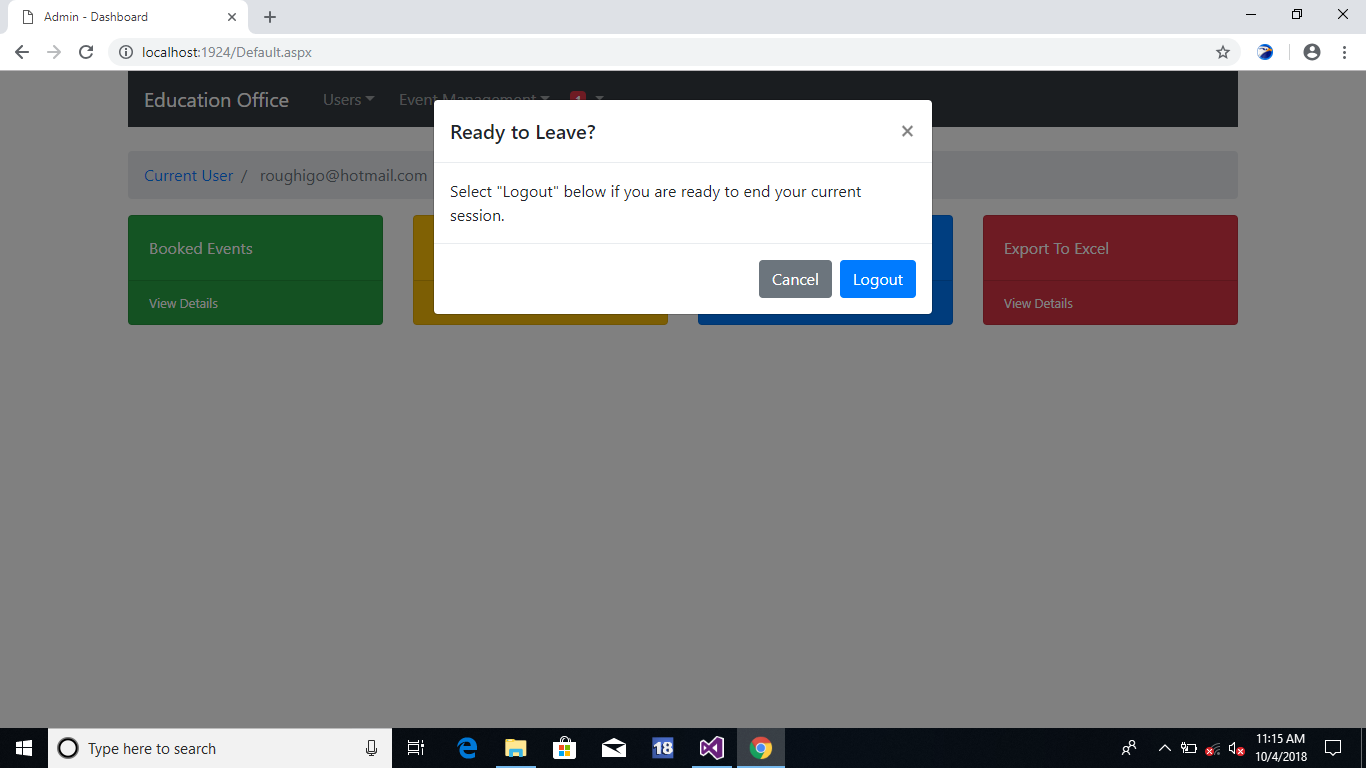 Admin - Dashboard
localhost:1924/Default.aspx
Education Office Users Event Management 1
Ready to Leave? ×
Current User / roughigo@hotmail.com
Select "Logout" below if you are ready to end your current
session.
Booked Events
Export To Excel
Cancel Logout
View Details
View Details
Type here to search
18
11:15 AM
10/4/2018